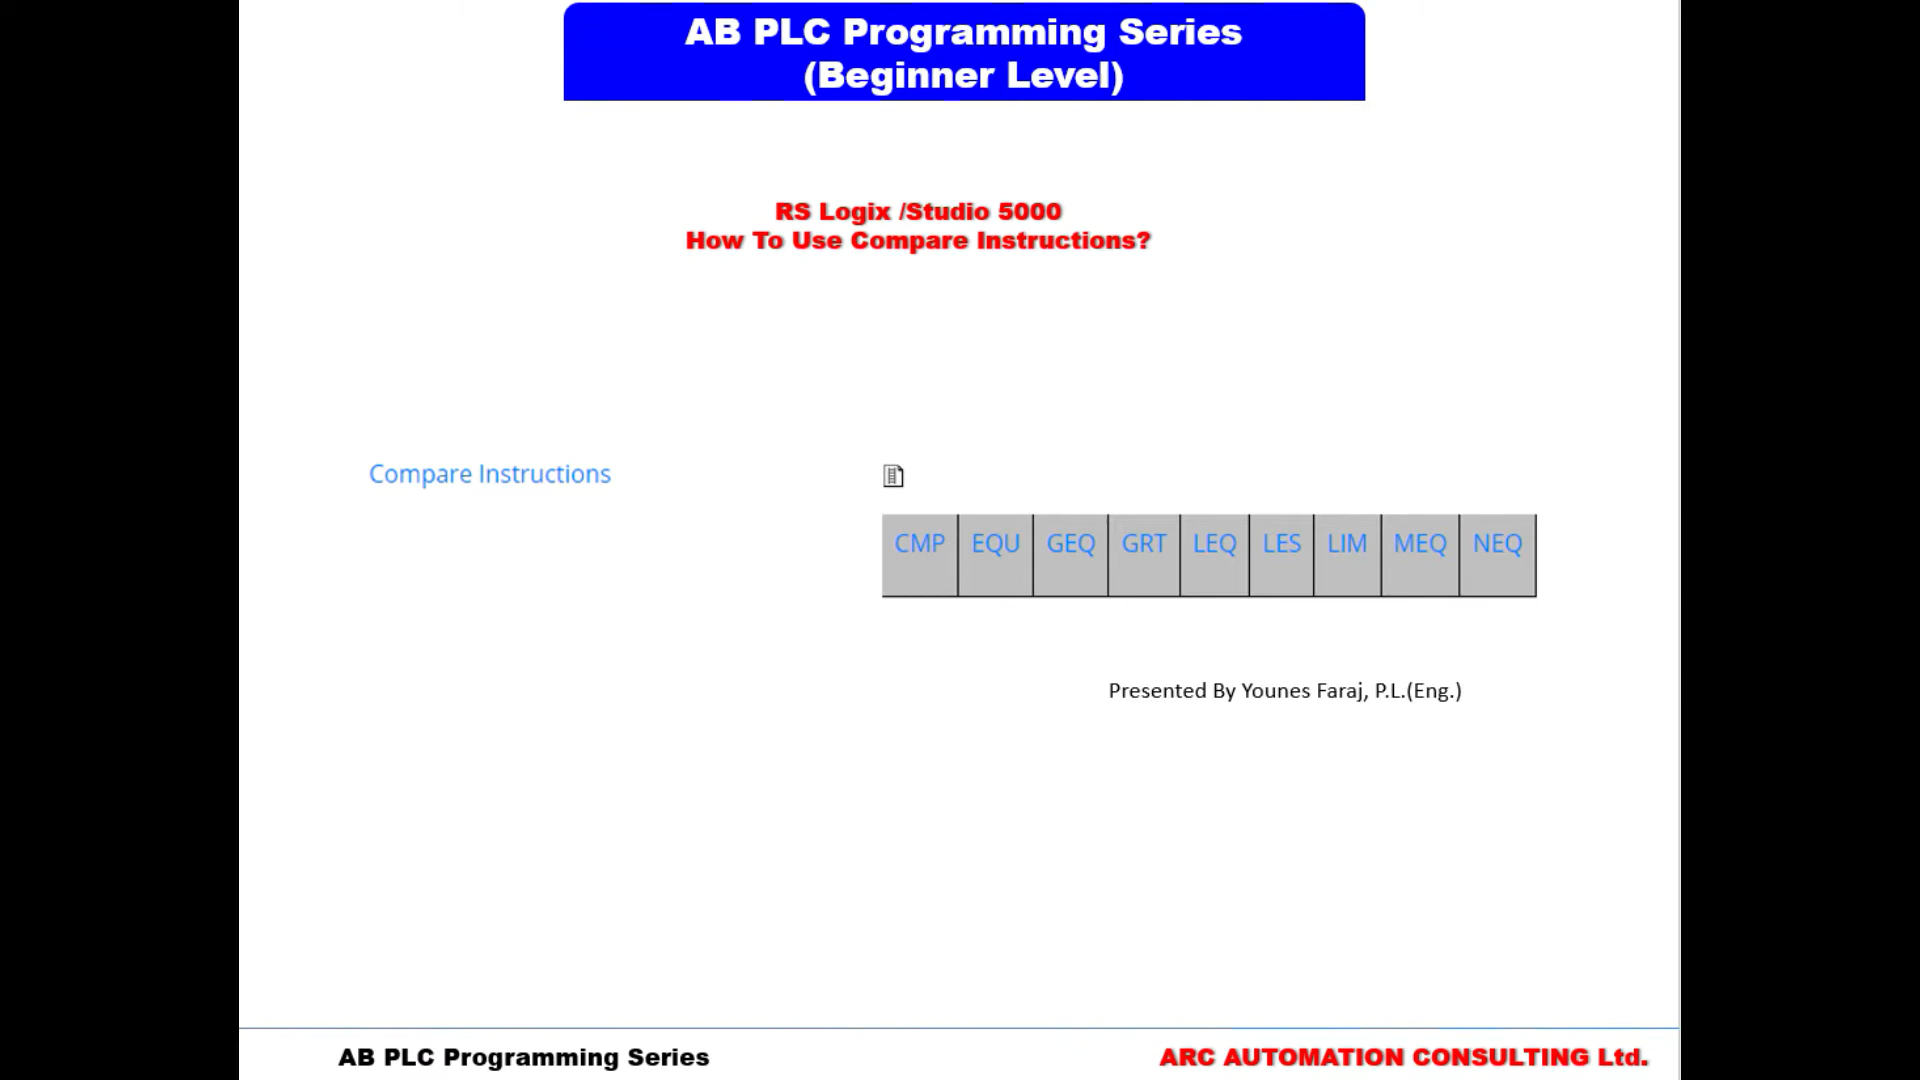 AB PLC Programming Series
(Beginner Level)
RS Logix /Studio 5000
How To Use Compare Instructions?
Compare Instructions
CMP EQU GEQ GRT LEQ LES LIM MEQ NEQ
Presented By Younes Faraj, P.L.(Eng.)
AB PLC Programming Series
ARC AUTOMATION CONSULTING Ltd.